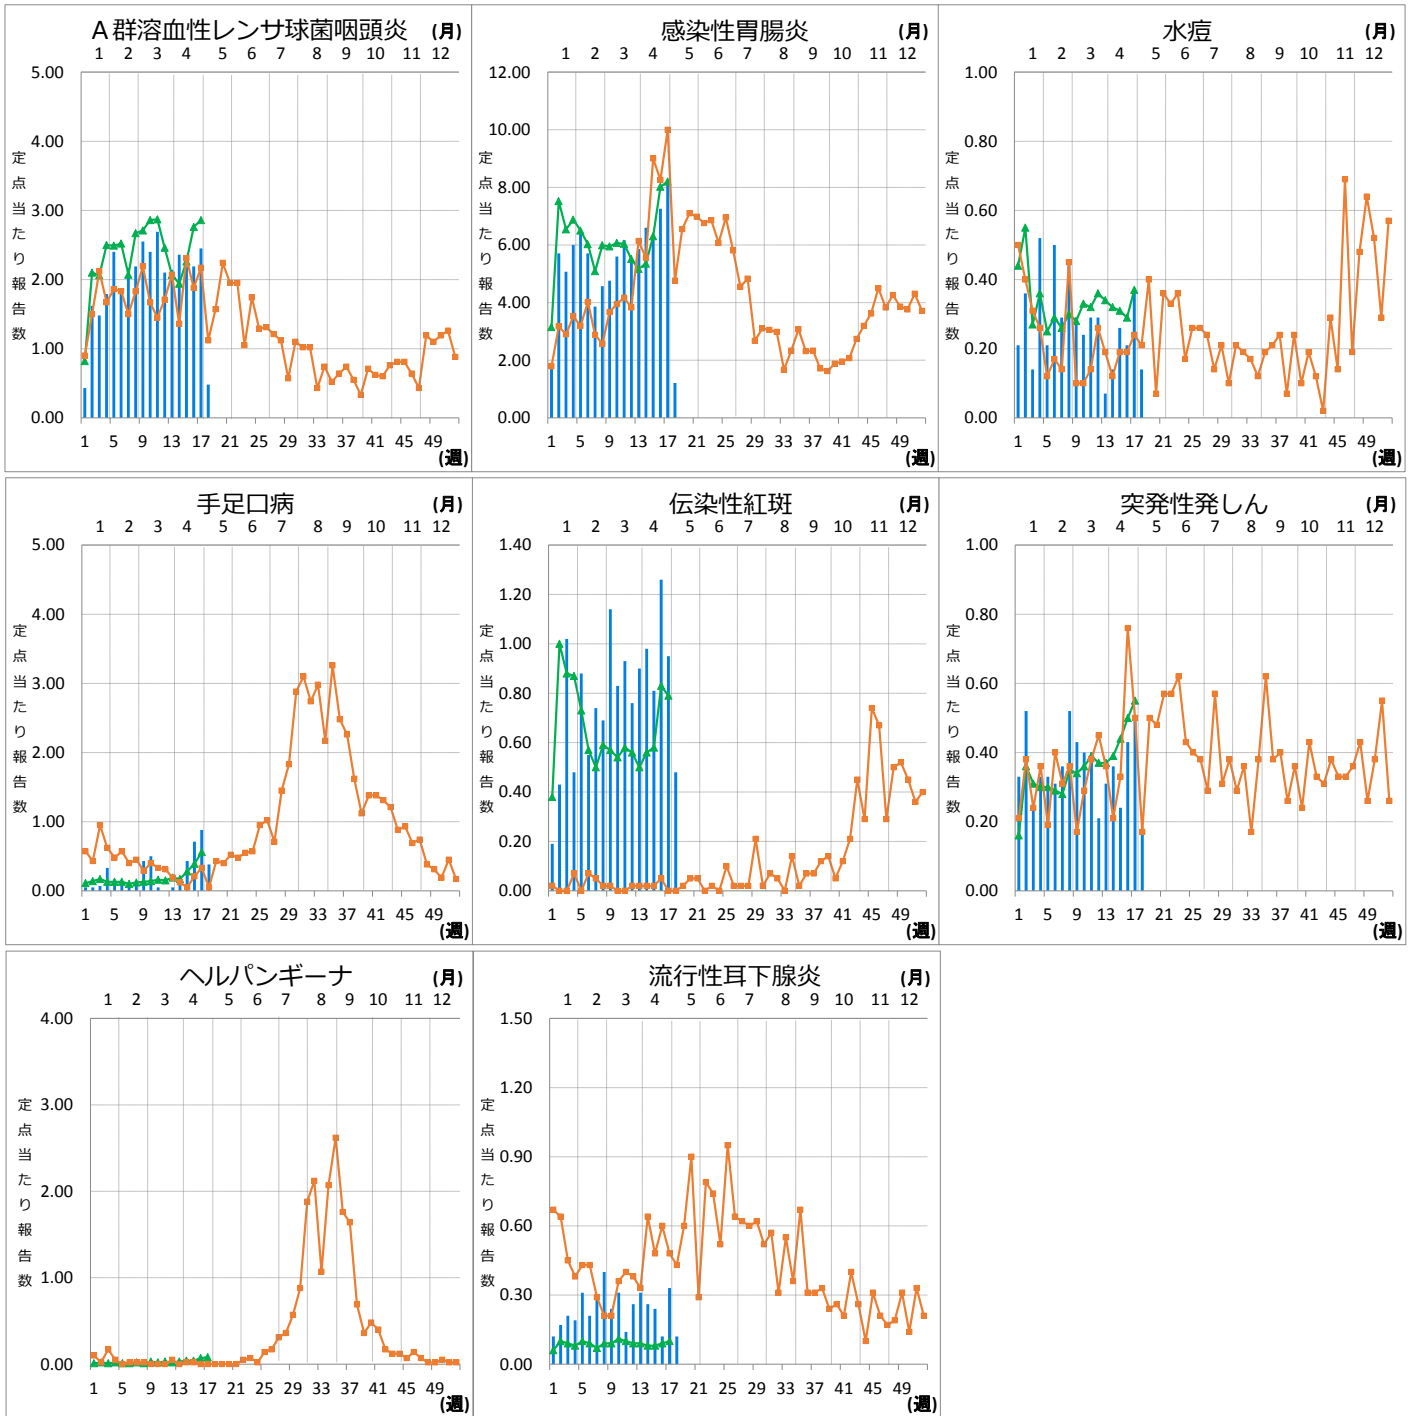 A群溶血性レンサ球菌咽頭炎 (月)
1 2 3 4 5 6 7 8 9 10 11 12
5.00
4.00
3.00
2.00
1.00
0.00
定点当たり報告数
1 5 9 13 17 21 25 29 33 37 41 45 49
(週)
感染性胃腸炎 (月)
1 2 3 4 5 6 7 8 9 10 11 12
12.00
10.00
8.00
6.00
4.00
2.00
0.00
定点当たり報告数
1 5 9 13 17 21 25 29 33 37 41 45 49
(週)
水痘 (月)
1 2 3 4 5 6 7 8 9 10 11 12
1.00
0.80
0.60
0.40
0.20
0.00
定点当たり報告数
1 5 9 13 17 21 25 29 33 37 41 45 49
(週)
手足口病 (月)
1 2 3 4 5 6 7 8 9 10 11 12
5.00
4.00
3.00
2.00
1.00
0.00
定点当たり報告数
1 5 9 13 17 21 25 29 33 37 41 45 49
(週)
伝染性紅斑 (月)
1 2 3 4 5 6 7 8 9 10 11 12
1.40
1.20
1.00
0.80
0.60
0.40
0.20
0.00
定点当たり報告数
1 5 9 13 17 21 25 29 33 37 41 45 49
(週)
突発性発しん (月)
1 2 3 4 5 6 7 8 9 10 11 12
1.00
0.80
0.60
0.40
0.20
0.00
定点当たり報告数
1 5 9 13 17 21 25 29 33 37 41 45 49
(週)
ヘルパンギーナ (月)
1 2 3 4 5 6 7 8 9 10 11 12
4.00
3.00
2.00
1.00
0.00
定点当たり報告数
1 5 9 13 17 21 25 29 33 37 41 45 49
(週)
流行性耳下腺炎 (月)
1 2 3 4 5 6 7 8 9 10 11 12
1.50
1.20
0.90
0.60
0.30
0.00
定点当たり報告数
1 5 9 13 17 21 25 29 33 37 41 45 49
(週)